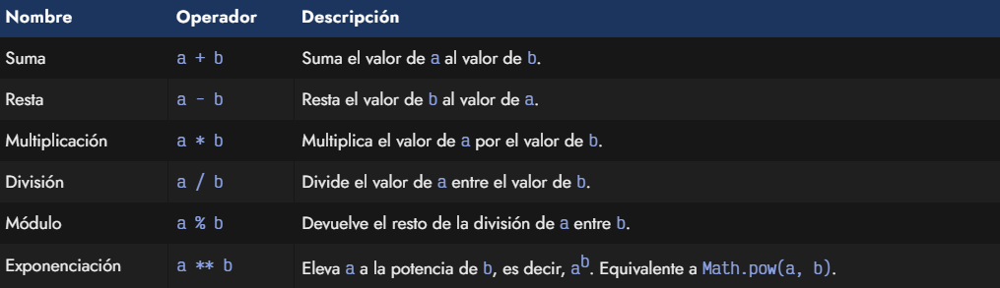 Nombre Operador Descripción
Suma a + b Suma el valor de a al valor de b.
Resta a - b Resta el valor de b al valor de a.
Multiplicación a * b Multiplica el valor de a por el valor de b.
División a / b Divide el valor de a entre el valor de b.
Módulo a % b Devuelve el resto de la división de a entre b.
Exponenciación a ** b Eleva a a la potencia de b, es decir, a^b. Equivalente a Math.pow(a, b).